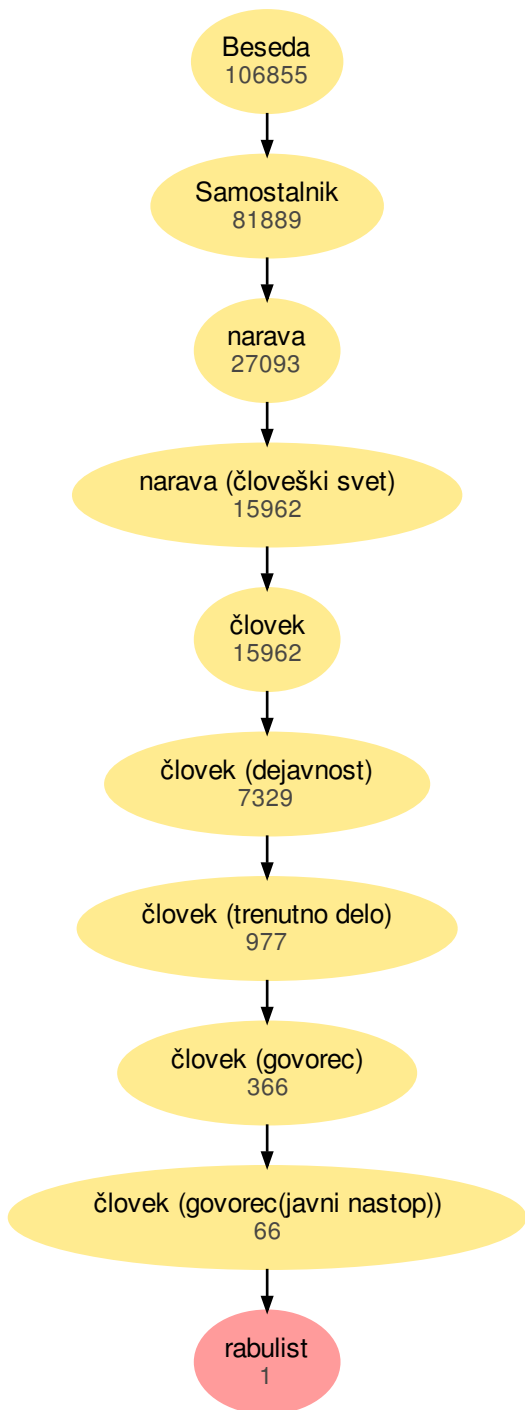 Beseda
106855
Samostalnik
81889
narava
27093
narava (človeški svet)
15962
človek
15962
človek (dejavnost)
7329
človek (trenutno delo)
977
človek (govorec)
366
človek (govorec(javni nastop))
66
rabulist
1